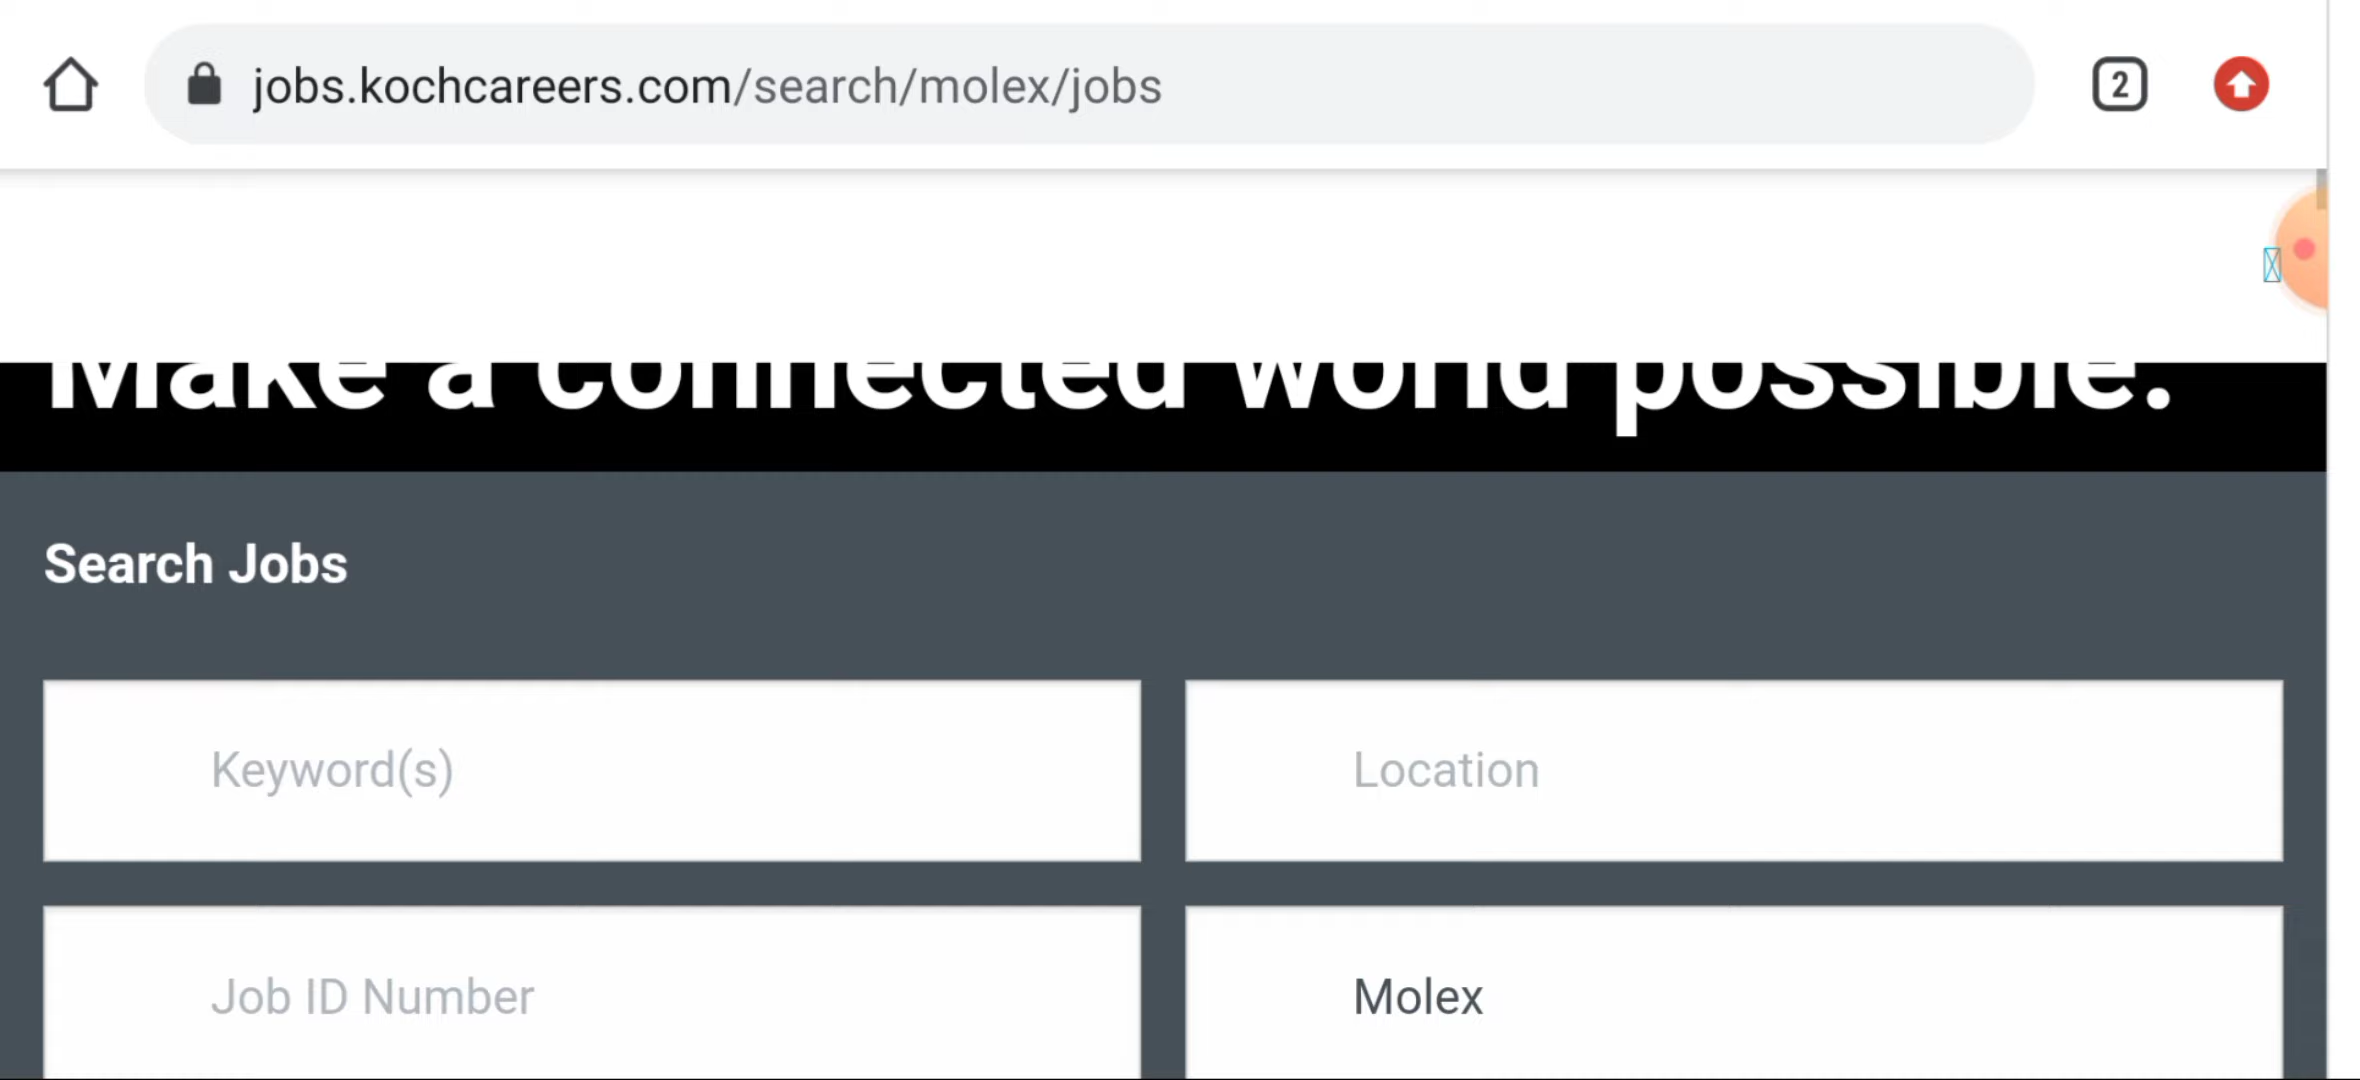 jobs.kochcareers.com/search/molex/jobs
2
Make a connected world possible.
Search Jobs
Keyword(s)
Location
Job ID Number
Molex